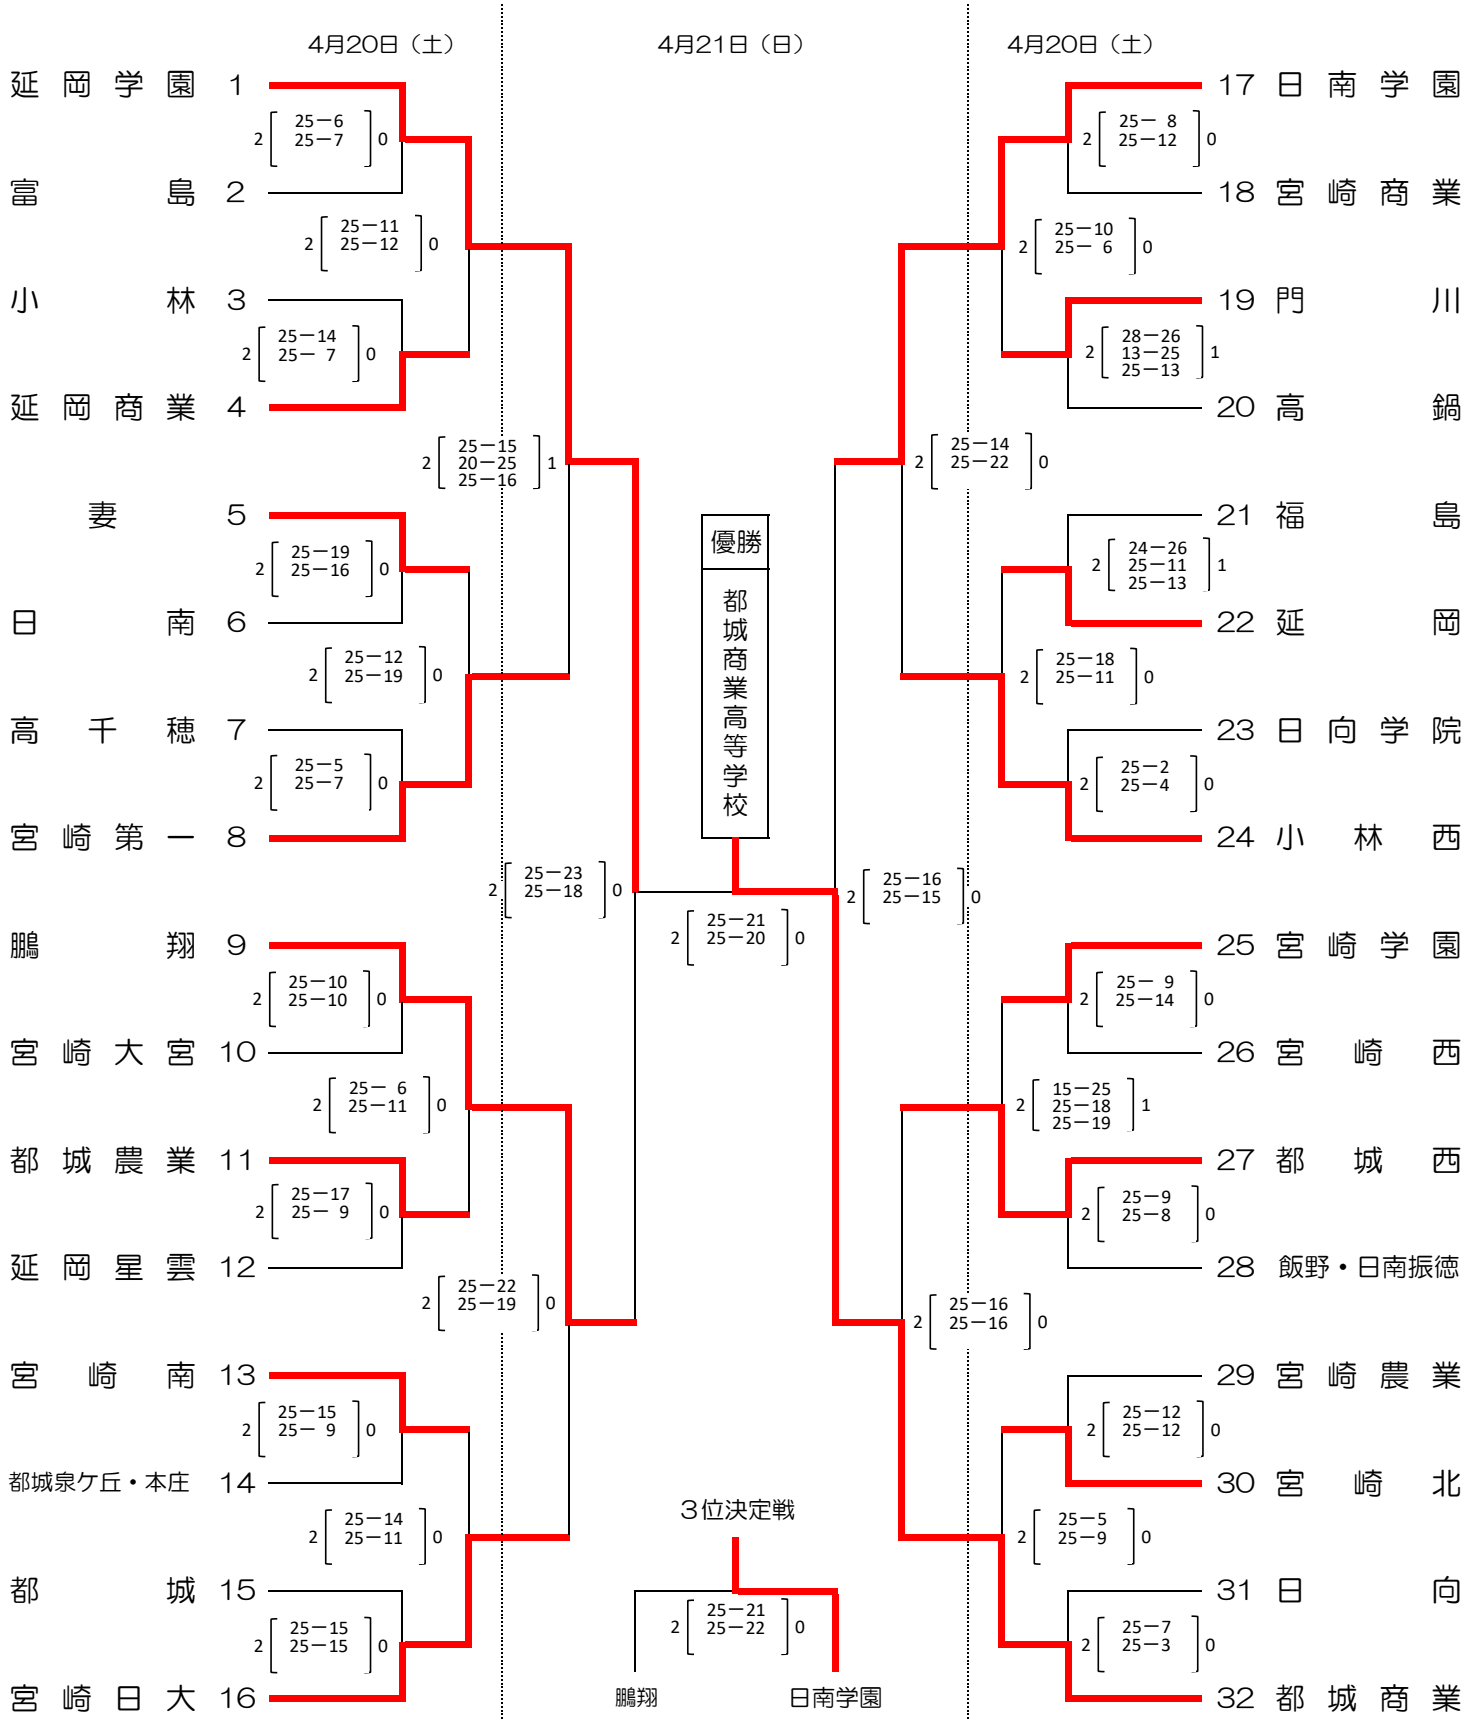 4月20日（土）
4月21日（日）
4月20日（土）
延岡学園 1
2 25－6 0
25－7
富島 2
2 25－11 0
25－12
小林 3
2 25－14 0
25－ 7
延岡商業 4
2 25－15 1
20－25
25－16
妻 5
2 25－19 0
25－16
日南 6
2 25－12 0
25－19
高千穂 7
2 25－5 0
25－7
宮崎第一 8
2 25－23 0
25－18
鵬翔 9
2 25－10 0
25－10
宮崎大宮 10
2 25－ 6 0
25－11
都城農業 11
2 25－17 0
25－ 9
延岡星雲 12
2 25－22 0
25－19
宮崎南 13
2 25－15 0
25－ 9
都城泉ケ丘・本庄 14
2 25－14 0
25－11
都城 15
2 25－15 0
25－15
宮崎日大 16
優勝
都城商業高等学校
2 25－21 0
25－20
3位決定戦
2 25－21 0
25－22
鵬翔
日南学園
17 日南学園
2 25－ 8 0
25－12
18 宮崎商業
2 25－10 0
25－ 6
19 門川
2 28－26 1
13－25
25－13
20 高鍋
2 25－14 0
25－22
21 福島
2 24－26 1
25－11
25－13
22 延岡
2 25－18 0
25－11
23 日向学院
2 25－2 0
25－4
24 小林西
2 25－16 0
25－15
25 宮崎学園
2 25－ 9 0
25－14
26 宮崎西
2 15－25 1
25－18
25－19
27 都城西
2 25－9 0
25－8
28 飯野・日南振徳
2 25－16 0
25－16
29 宮崎農業
2 25－12 0
25－12
30 宮崎北
2 25－5 0
25－9
31 日向
2 25－7 0
25－3
32 都城商業